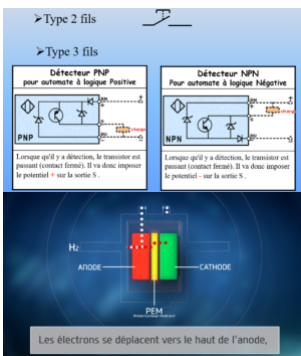 ➢Type 2 fils
➢Type 3 fils
Détecteur PNP
pour automate à logique Positive
PNP
Lorsque qu'il y a détection, le transistor est
passant (contact fermé). Il va donc imposer
le potentiel + sur la sortie S .
Détecteur NPN
Pour automate à logique Négative
NPN
Lorsque qu'il y a détection, le transistor est
passant (contact fermé). Il va donc imposer
le potentiel – sur la sortie S .
H₂
ANODE
CATHODE
PEM
Les électrons se déplacent vers le haut de l'anode,